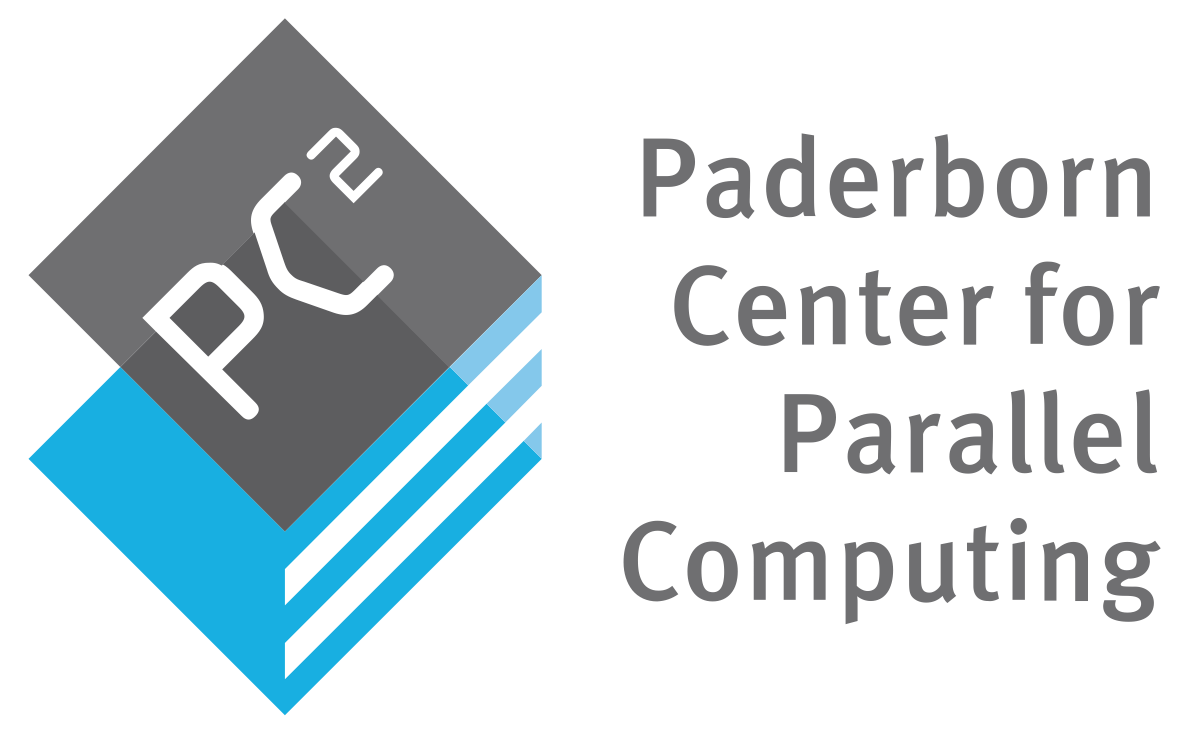 PC²
Paderborn
Center for
Parallel
Computing